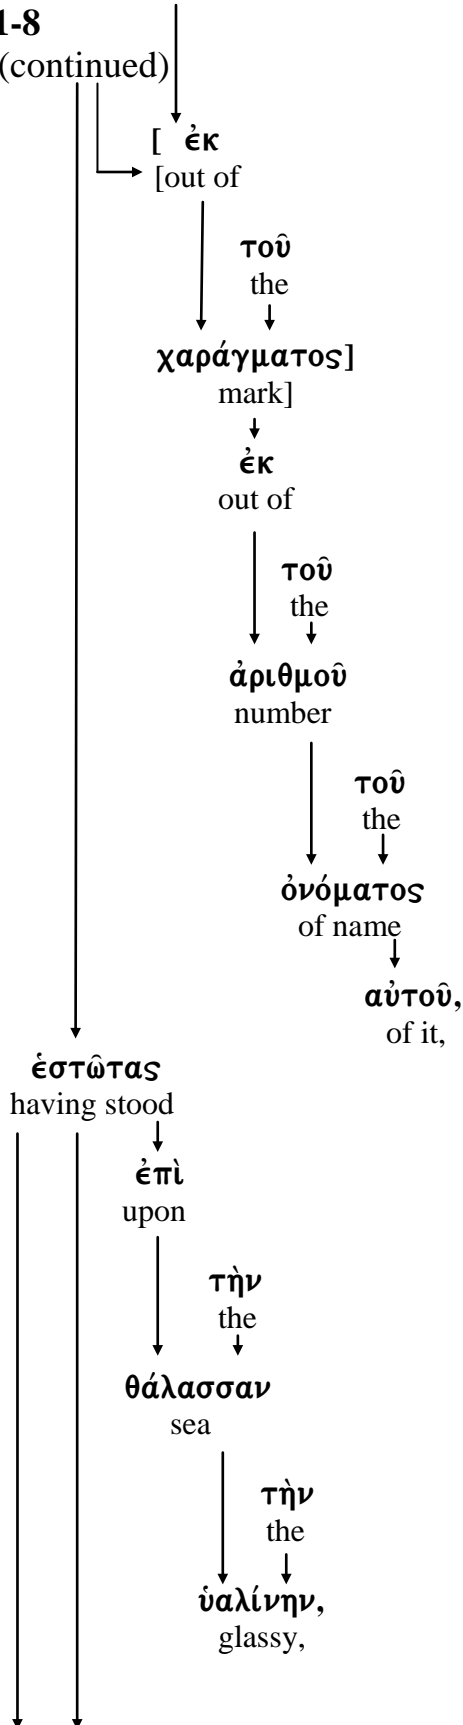 1-8
(continued)
[ ἐκ
[out of
τοῦ
the
χαράγματος]
mark]
ἐκ
out of
τοῦ
the
ἀριθμοῦ
number
τοῦ
the
ὀνόματος
of name
αὐτοῦ,
of it,
ἑστῶτας
having stood
ἐπὶ
upon
τὴν
the
θάλασσαν
sea
τὴν
the
ὑαλίνην,
glassy,